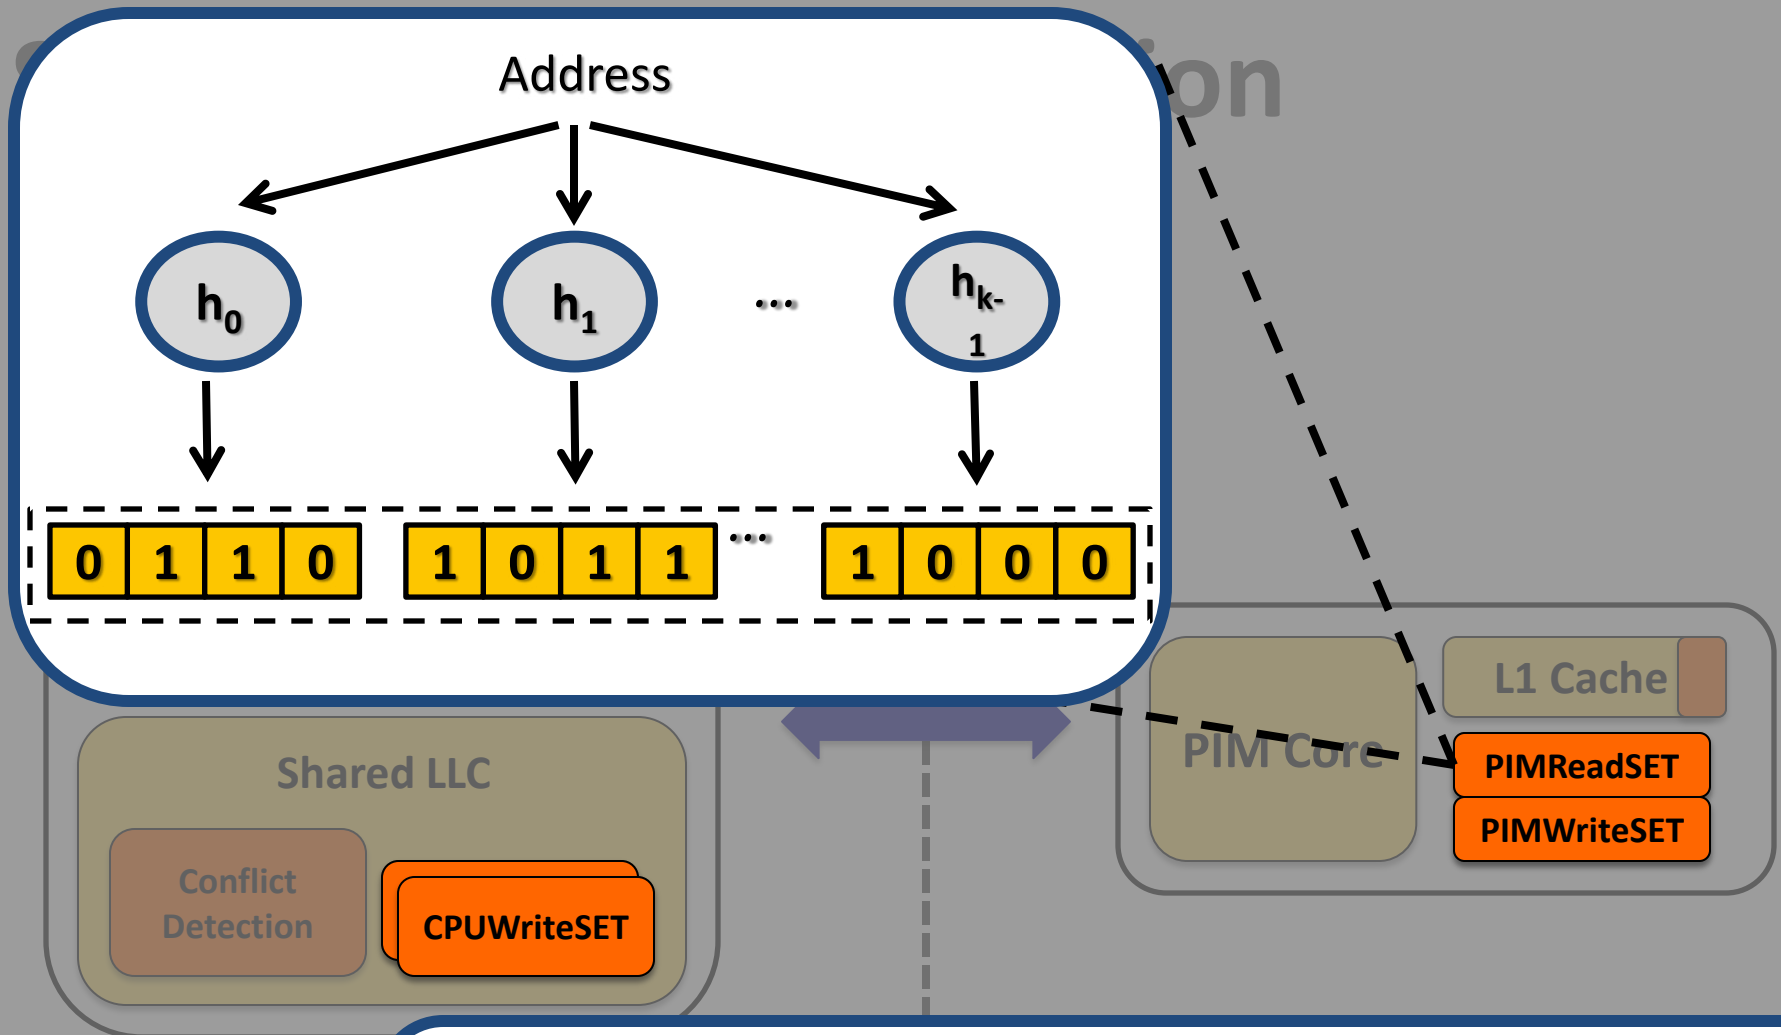 Address
h0
h1
...
hk-
1
0 1 1 0
1 0 1 1
...
1 0 0 0
L1 Cache
PIM Core
PIMReadSET
PIMWriteSET
Shared LLC
Conflict
Detection
CPUWriteSET